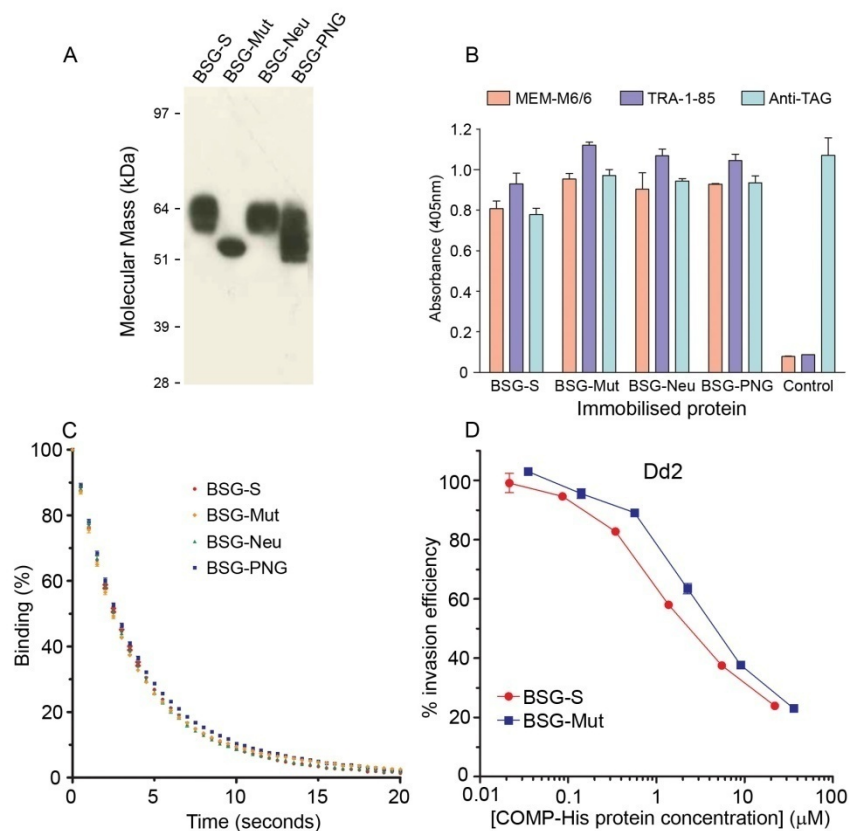 A
BSG-S
BSG-Mut
BSG-Neu
BSG-PNG
Molecular Mass (kDa)
97 -
64 -
51 -
39 -
28 -
B
MEM-M6/6 TRA-1-85 Anti-TAG
Absorbance (405nm)
1.2
1.0
0.8
0.6
0.4
0.2
0
BSG-S BSG-Mut BSG-Neu BSG-PNG Control
Immobilised protein
C
Binding (%)
100
80
60
40
20
0
BSG-S
BSG-Mut
BSG-Neu
BSG-PNG
0 5 10 15 20
Time (seconds)
D
Dd2
% invasion efficiency
100
80
60
40
20
0
BSG-S
BSG-Mut
0.01 0.1 1 10 100
[COMP-His protein concentration] (μM)